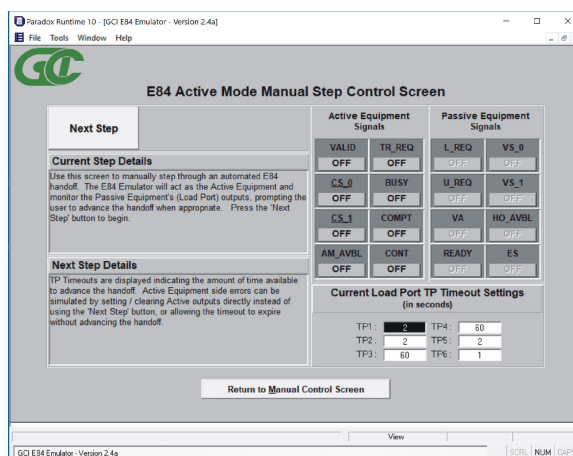 Paradox Runtime 10 - [GCI E84 Emulator - Version 2.4a]
File Tools Window Help
GCI
E84 Active Mode Manual
Step Control Screen
Next Step
Current Step Details
Use this screen to manually step through an automated E84
handoff. The E84 Emulator will act as the Active Equipment and
monitor the Passive Equipment's (Load Port) outputs, prompting the
user to advance the handoff when appropriate. Press the 'Next
Step' button to begin.
Next Step Details
TP Timeouts are displayed indicating the amount of time available
to advance the handoff. Active Equipment side errors can be
simulated by setting / clearing Active outputs directly instead of
using the 'Next Step' button, or allowing the timeout to expire
without advancing the handoff.
Active Equipment
Signals
VALID TR_REQ
OFF OFF
CS_0 BUSY
OFF OFF
CS_1 COMPT
OFF OFF
AM_AVBL CONT
OFF OFF
Passive Equipment
Signals
L_REQ VS_0
OFF OFF
U_REQ VS_1
OFF OFF
VA HO_AVBL
OFF OFF
READY ES
OFF OFF
Current Load Port TP Timeout Settings
(in seconds)
TP1: 2 TP4: 60
TP2: 2 TP5: 2
TP3: 60 TP6: 1
Return to Manual Control Screen
View
GCI E84 Emulator - Version 2.4a
SCRL NUM CAPS